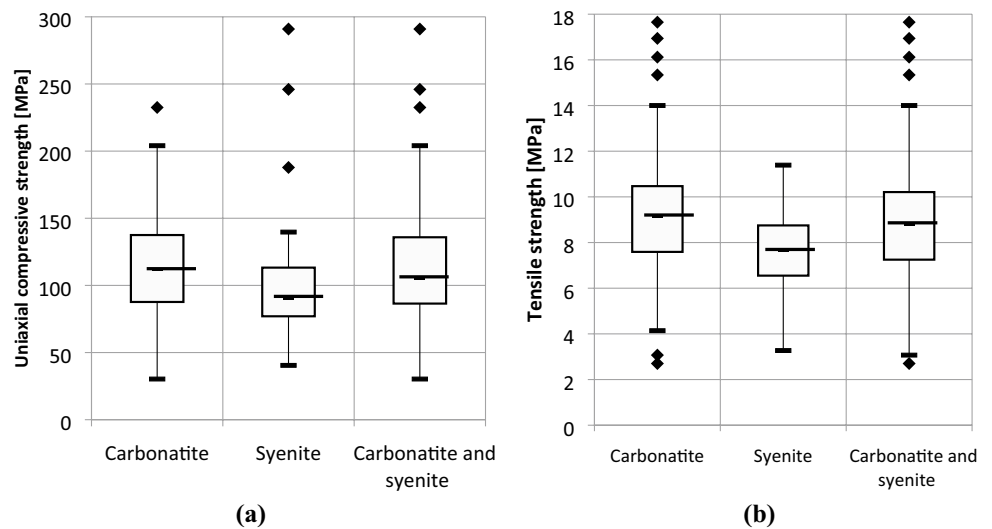 Uniaxial compressive strength [MPa]
300
250
200
150
100
50
0
Carbonatite
Syenite
Carbonatite and
syenite
(a)
Tensile strength [MPa]
18
16
14
12
10
8
6
4
2
0
Carbonatite
Syenite
Carbonatite and
syenite
(b)